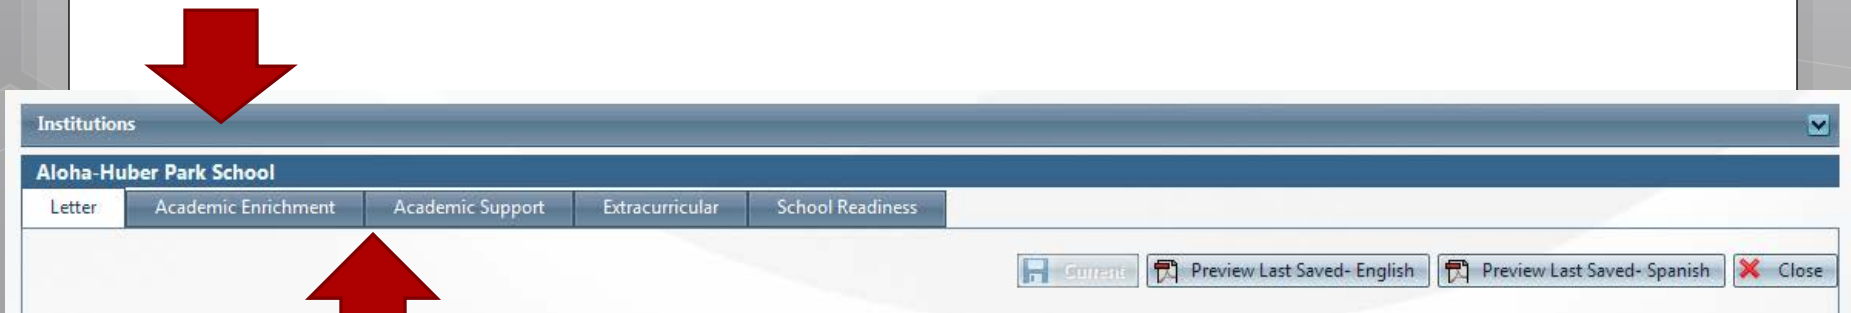 Institutions
Aloha-Huber Park School
Letter Academic Enrichment Academic Support Extracurricular School Readiness
Current Preview Last Saved- English Preview Last Saved- Spanish Close